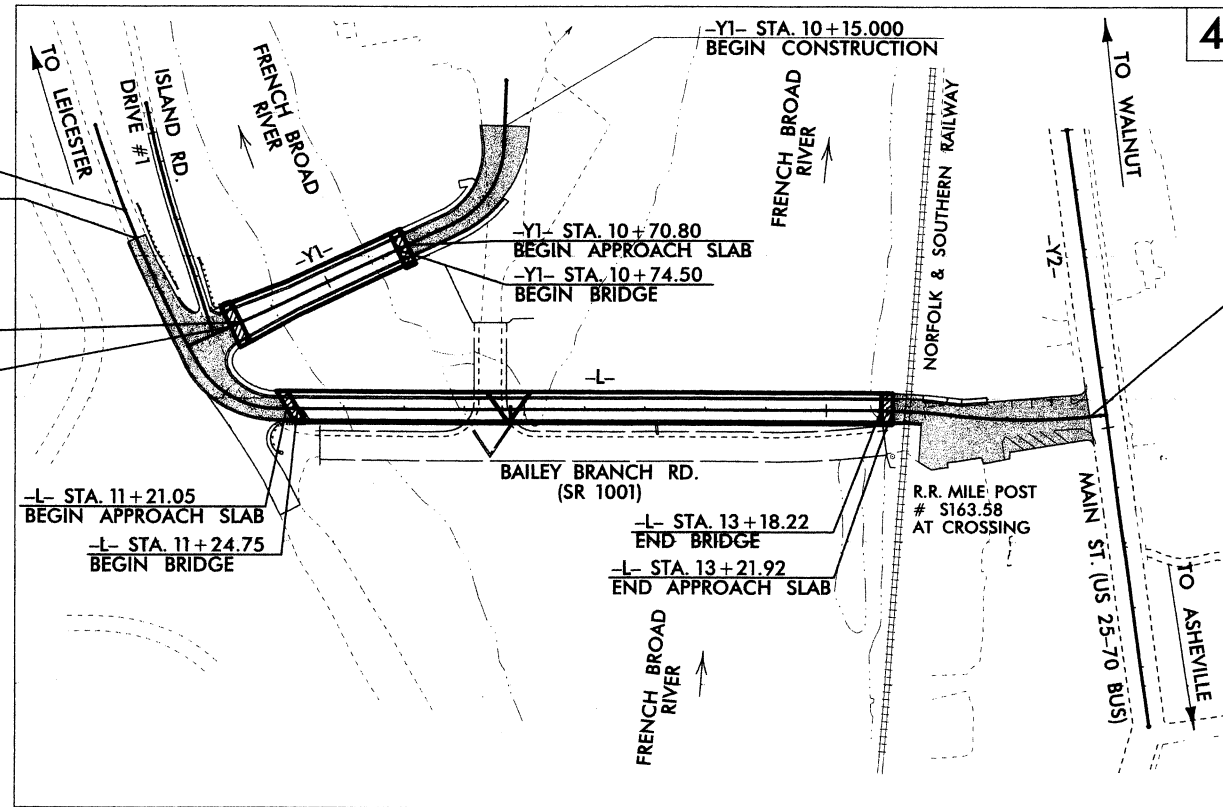 -Y1- STA. 10+15.000
BEGIN CONSTRUCTION
4
TO LEICESTER
ISLAND RD.
DRIVE #1
FRENCH BROAD
RIVER
FRENCH BROAD
RIVER
NORFOLK & SOUTHERN RAILWAY
TO WALNUT
-Y1-
-Y1- STA. 10+70.80
BEGIN APPROACH SLAB
-Y1- STA. 10+74.50
BEGIN BRIDGE
-Y2-
-L-
BAILEY BRANCH RD.
(SR 1001)
-L- STA. 11+21.05
BEGIN APPROACH SLAB
-L- STA. 11+24.75
BEGIN BRIDGE
-L- STA. 13+18.22
END BRIDGE
-L- STA. 13+21.92
END APPROACH SLAB
R.R. MILE POST
# S163.58
AT CROSSING
MAIN ST. (US 25-70 BUS)
TO ASHEVILLE
FRENCH BROAD
RIVER